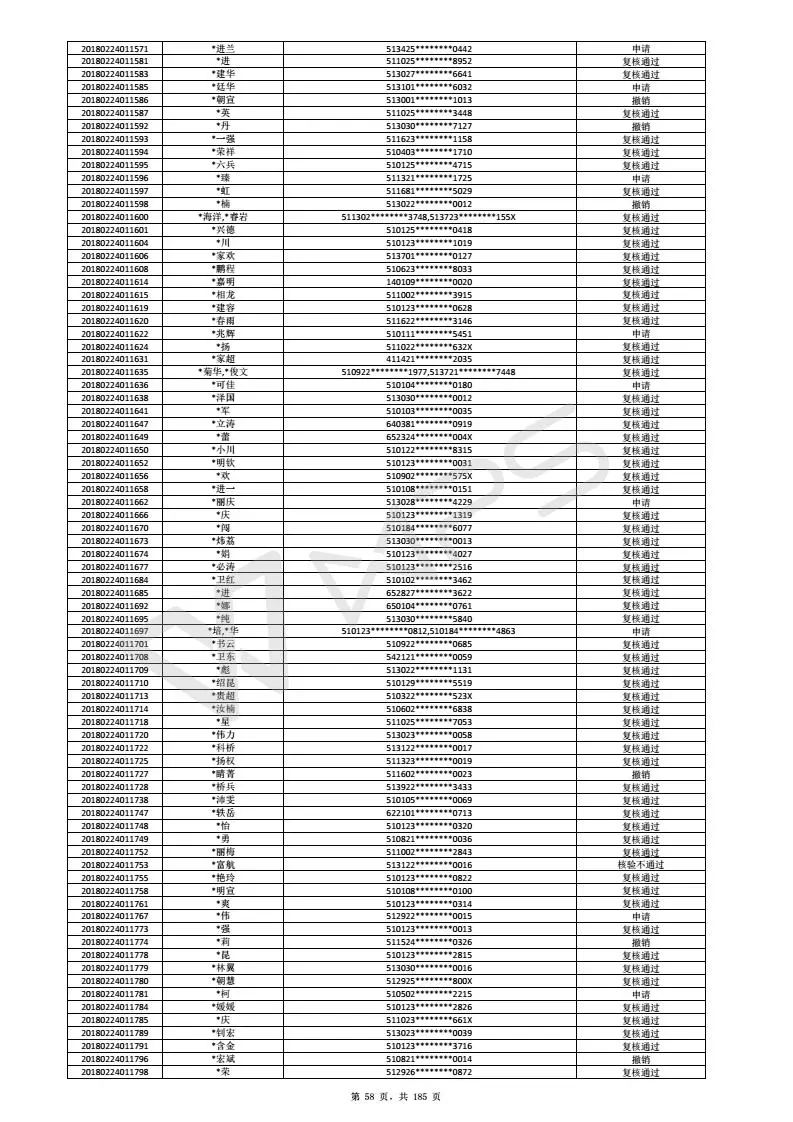 20180224011571 *进兰 513425********0442 申请
20180224011581 *进 511025********8952 复核通过
20180224011583 *建华 513027********6641 复核通过
20180224011585 *廷华 513101********6032 申请
20180224011586 *朝宣 513001********1013 撤销
20180224011587 *英 511025********3448 复核通过
20180224011592 *丹 513030********7127 撤销
20180224011593 *一强 511623********1158 复核通过
20180224011594 *荣祥 510403********1710 复核通过
20180224011595 *六兵 510125********4715 复核通过
20180224011596 *臻 511321********1725 申请
20180224011597 *虹 511681********5029 复核通过
20180224011598 *楠 513022********0012 撤销
20180224011600 *海洋,*睿岩 511302********3748,513723********155X 复核通过
20180224011601 *兴德 510125********0418 复核通过
20180224011604 *川 510123********1019 复核通过
20180224011606 *家欢 513701********0127 复核通过
20180224011608 *鹏程 510623********8033 复核通过
20180224011614 *嘉明 140109********0020 复核通过
20180224011615 *相龙 511002********3915 复核通过
20180224011619 *建容 510123********0628 复核通过
20180224011620 *春雨 511622********3146 复核通过
20180224011622 *兆辉 510111********5451 申请
20180224011624 *扬 511022********632X 复核通过
20180224011631 *家超 411421********2035 复核通过
20180224011635 *菊华,*俊文 510922********1977,513721********7448 复核通过
20180224011636 *可佳 510104********0180 申请
20180224011638 *泽国 513030********0012 复核通过
20180224011641 *军 510103********0035 复核通过
20180224011647 *立涛 640381********0919 复核通过
20180224011649 *蕾 652324********004X 复核通过
20180224011650 *小川 510122********8315 复核通过
20180224011652 *明钦 510123********0031 复核通过
20180224011656 *欢 510902********575X 复核通过
20180224011658 *进一 510108********0151 复核通过
20180224011662 *丽庆 513028********4229 申请
20180224011666 *庆 510123********1319 复核通过
20180224011670 *闯 510184********6077 复核通过
20180224011673 *炜荔 513030********0013 复核通过
20180224011674 *娟 510123********4027 复核通过
20180224011677 *必涛 510123********2516 复核通过
20180224011684 *卫红 510102********3462 复核通过
20180224011685 *进 652827********3622 复核通过
20180224011692 *娜 650104********0761 复核通过
20180224011695 *纯 513030********5840 复核通过
20180224011697 *培,*华 510123********0812,510184********4863 申请
20180224011701 *书云 510922********0685 复核通过
20180224011708 *卫东 542121********0059 复核通过
20180224011709 *彪 513022********1131 复核通过
20180224011710 *绍昆 510129********5519 复核通过
20180224011713 *贵超 510322********523X 复核通过
20180224011714 *汝楠 510602********6838 复核通过
20180224011718 *星 511025********7053 复核通过
20180224011720 *伟力 513023********0058 复核通过
20180224011722 *科桥 513122********0017 复核通过
20180224011725 *扬权 511323********0019 复核通过
20180224011727 *睛菁 511602********0023 撤销
20180224011728 *桥兵 513922********3433 复核通过
20180224011738 *沛雯 510105********0069 复核通过
20180224011747 *轶岳 622101********0713 复核通过
20180224011748 *怡 510123********0320 复核通过
20180224011749 *勇 510821********0036 复核通过
20180224011752 *丽梅 511002********2843 复核通过
20180224011753 *富航 513122********0016 核验不通过
20180224011755 *艳玲 510123********0822 复核通过
20180224011758 *明宣 510108********0100 复核通过
20180224011761 *爽 510123********0314 复核通过
20180224011767 *伟 512922********0015 申请
20180224011773 *强 510123********0013 复核通过
20180224011774 *莉 511524********0326 撤销
20180224011778 *昆 510123********2815 复核通过
20180224011779 *林翼 513030********0016 复核通过
20180224011780 *朝慧 512925********800X 复核通过
20180224011781 *柯 510502********2215 申请
20180224011784 *媛媛 510123********2826 复核通过
20180224011785 *庆 511023********661X 复核通过
20180224011789 *钊宏 513023********0039 复核通过
20180224011791 *含金 510123********3716 复核通过
20180224011796 *宏斌 510821********0014 撤销
20180224011798 *荣 512926********0872 复核通过
第 58 页，共 185 页